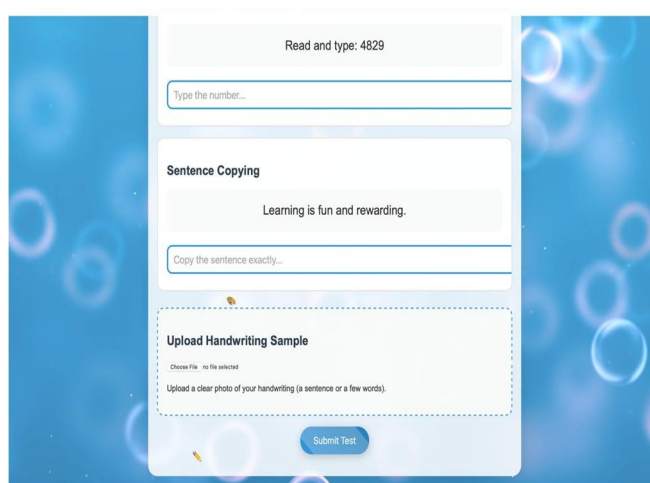 Read and type: 4829
Type the number...
Sentence Copying
Learning is fun and rewarding.
Copy the sentence exactly...
Upload Handwriting Sample
Choose File no file selected
Upload a clear photo of your handwriting (a sentence or a few words).
Submit Test